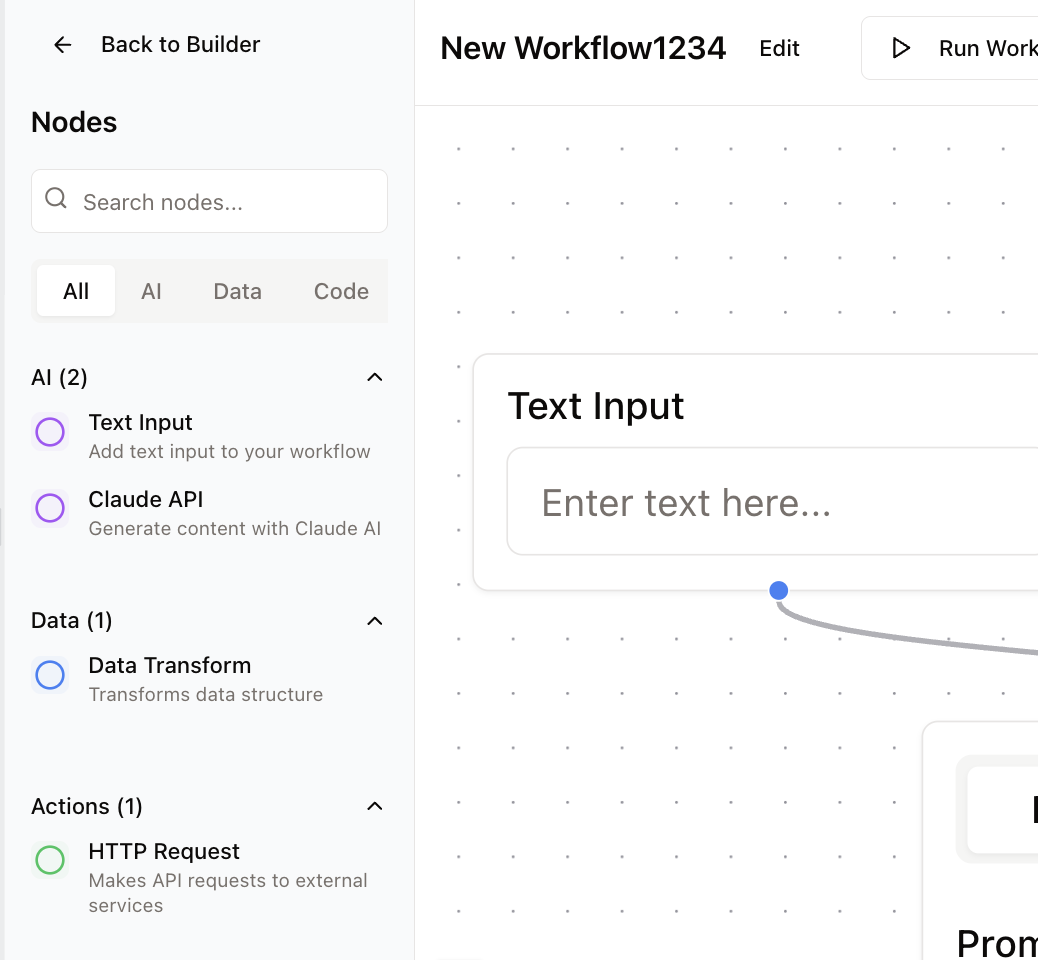 Back to Builder
New Workflow1234
Edit
Run Work
Nodes
Search nodes...
All
AI
Data
Code
AI (2)
Text Input
Add text input to your workflow
Claude API
Generate content with Claude AI
Data (1)
Data Transform
Transforms data structure
Actions (1)
HTTP Request
Makes API requests to external
services
Text Input
Enter text here...
Prom